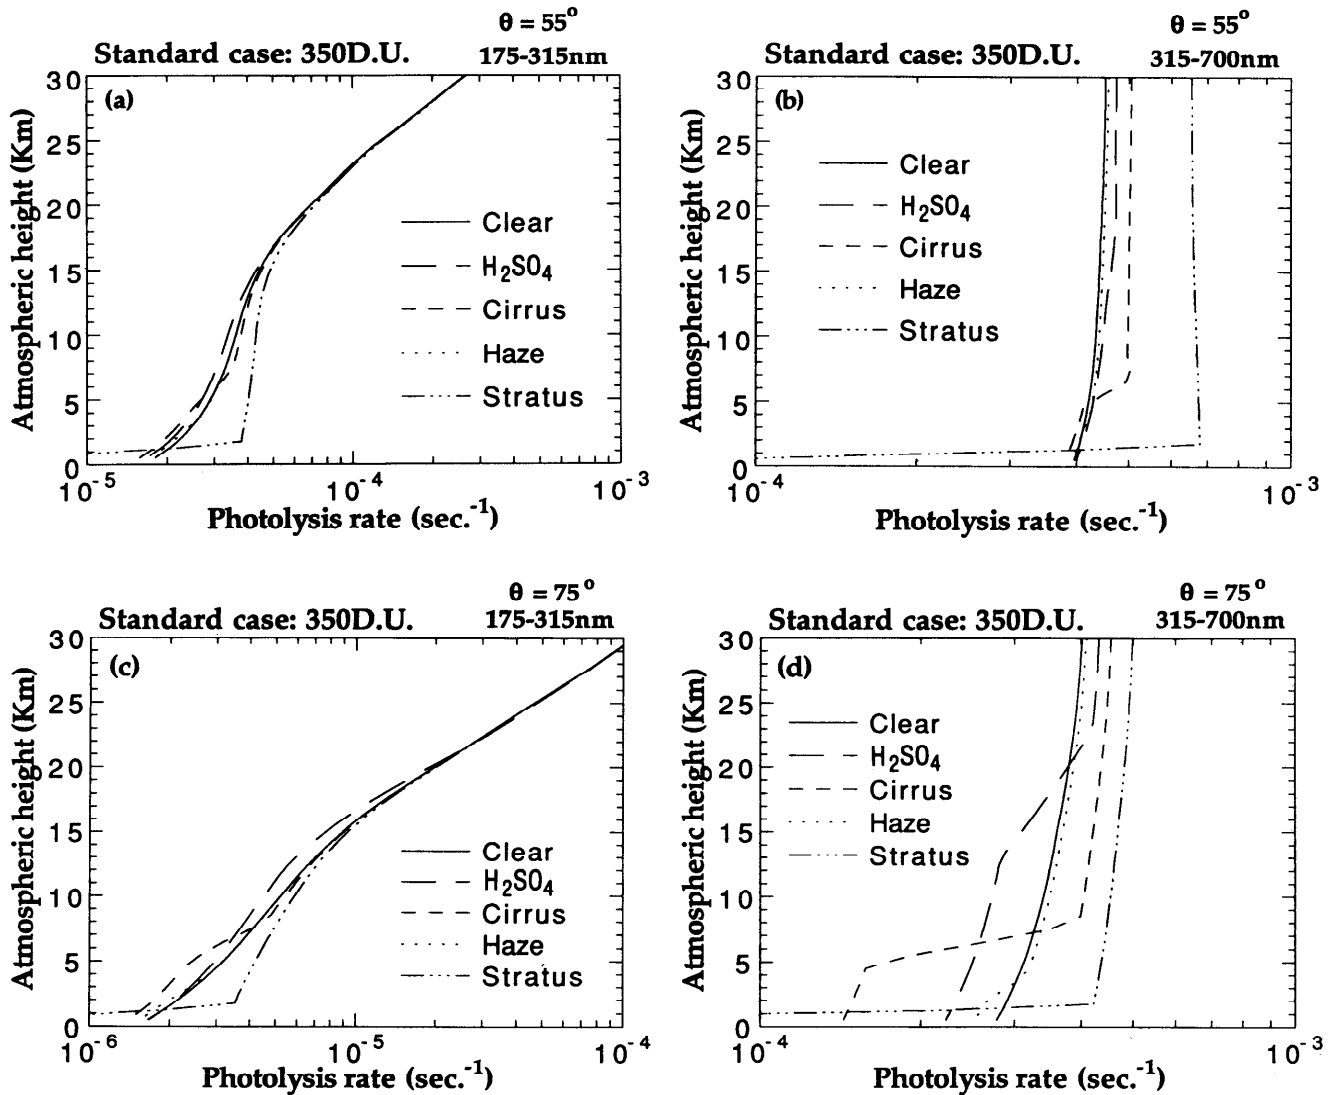 θ = 55°
Standard case: 350D.U. 175-315nm
(a)
30
25
20
15
10
5
0
Atmospheric height (Km)
Clear
H₂SO₄
Cirrus
Haze
Stratus
10⁻⁵ 10⁻⁴ 10⁻³
Photolysis rate (sec.⁻¹)
θ = 55°
Standard case: 350D.U. 315-700nm
(b)
30
25
20
15
10
5
0
Atmospheric height (Km)
Clear
H₂SO₄
Cirrus
Haze
Stratus
10⁻⁴ 10⁻³
Photolysis rate (sec.⁻¹)
θ = 75°
Standard case: 350D.U. 175-315nm
(c)
30
25
20
15
10
5
0
Atmospheric height (Km)
Clear
H₂SO₄
Cirrus
Haze
Stratus
10⁻⁶ 10⁻⁵ 10⁻⁴
Photolysis rate (sec.⁻¹)
θ = 75°
Standard case: 350D.U. 315-700nm
(d)
30
25
20
15
10
5
0
Atmospheric height (Km)
Clear
H₂SO₄
Cirrus
Haze
Stratus
10⁻⁴ 10⁻³
Photolysis rate (sec.⁻¹)